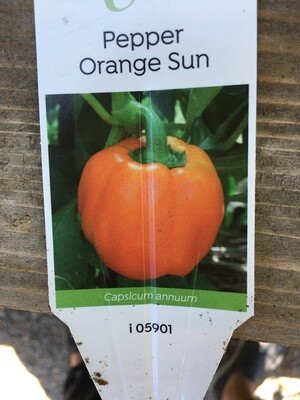 Pepper
Orange Sun
Capsicum annuum
i 05901